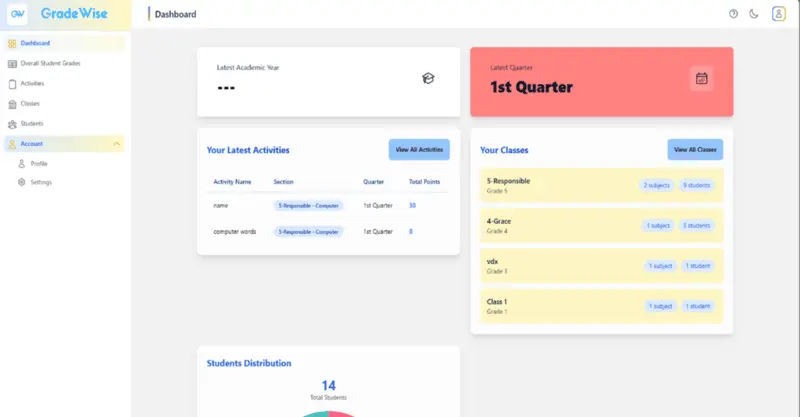 GW GradeWise
Dashboard
Dashboard
Overall Student Grades
Activities
Classes
Students
Account
Profile
Settings
Latest Academic Year
---
Latest Quarter
1st Quarter
Your Latest Activities
View All Activities
Activity Name Section Quarter Total Points
name 5-Responsible - Computer 1st Quarter 30
computer words 5-Responsible - Computer 1st Quarter 8
Your Classes
View All Classes
5-Responsible
Grade 5
2 subjects 9 students
4-Grace
Grade 4
1 subject 3 students
vdx
Grade 3
1 subject 1 student
Class 1
Grade 1
1 subject 1 student
Students Distribution
14
Total Students